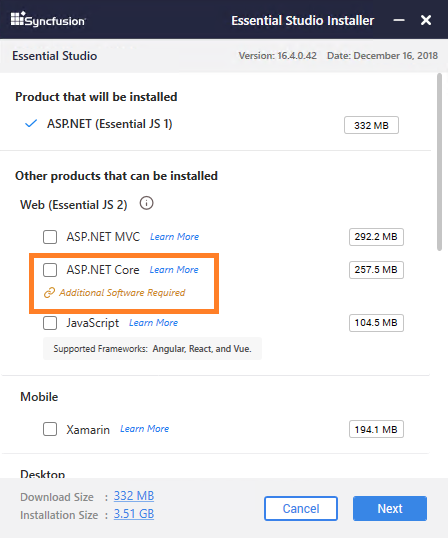 Syncfusion Essential Studio Installer
Essential Studio Version: 16.4.0.42 Date: December 16, 2018
Product that will be installed
ASP.NET (Essential JS 1) 332 MB
Other products that can be installed
Web (Essential JS 2)
ASP.NET MVC Learn More 292.2 MB
ASP.NET Core Learn More 257.5 MB
Additional Software Required
JavaScript Learn More 104.5 MB
Supported Frameworks: Angular, React, and Vue.
Mobile
Xamarin Learn More 194.1 MB
Desktop
Download Size : 332 MB
Installation Size : 3.51 GB
Cancel Next